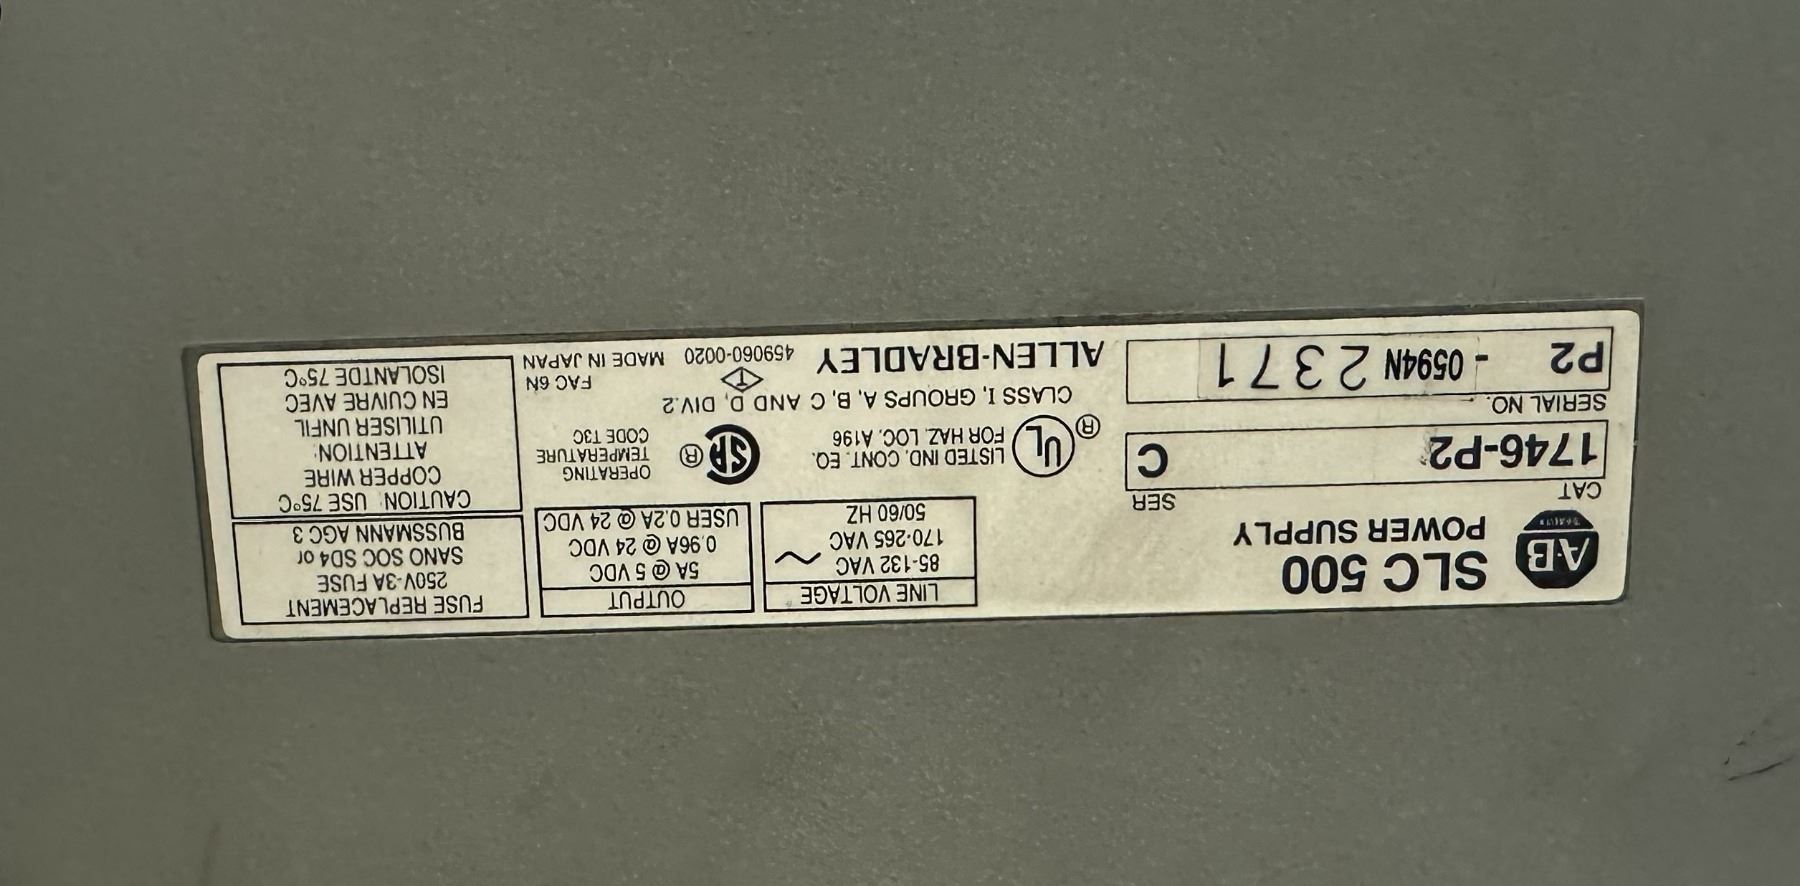 A-B
SLC 500
POWER SUPPLY
CAT
SER
1746-P2
C
SERIAL NO.
P2 - 0594N 2371
LINE VOLTAGE
85-132 VAC
170-265 VAC
50/60 HZ
OUTPUT
5A @ 5 VDC
0.96A @ 24 VDC
USER 0.2A @ 24 VDC
FUSE REPLACEMENT
250V-3A FUSE
SANO SOC SD4 or
BUSSMANN AGC 3
UL
®
LISTED IND. CONT. EQ.
FOR HAZ. LOC. A196
SA
®
OPERATING
TEMPERATURE
CODE T3C
CLASS I, GROUPS A, B, C AND D, DIV.2
ALLEN-BRADLEY
T
FAC 6N
459060-0020 MADE IN JAPAN
CAUTION: USE 75°C
COPPER WIRE
ATTENTION:
UTILISER UNFIL
EN CUIVRE AVEC
ISOLANTDE 75°C